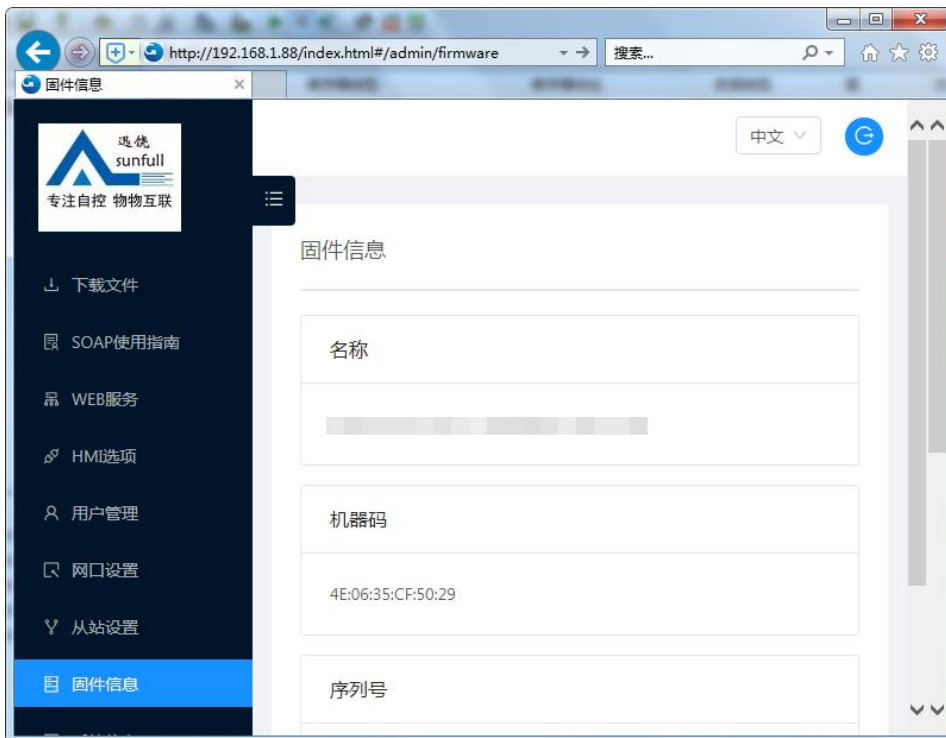 http://192.168.1.88/index.html#/admin/firmware
搜索...
固件信息
迅饶
sunfull
专注自控 物物互联
中文
下载文件
SOAP使用指南
WEB服务
HMI选项
用户管理
网口设置
从站设置
固件信息
固件信息
名称
机器码
4E:06:35:CF:50:29
序列号